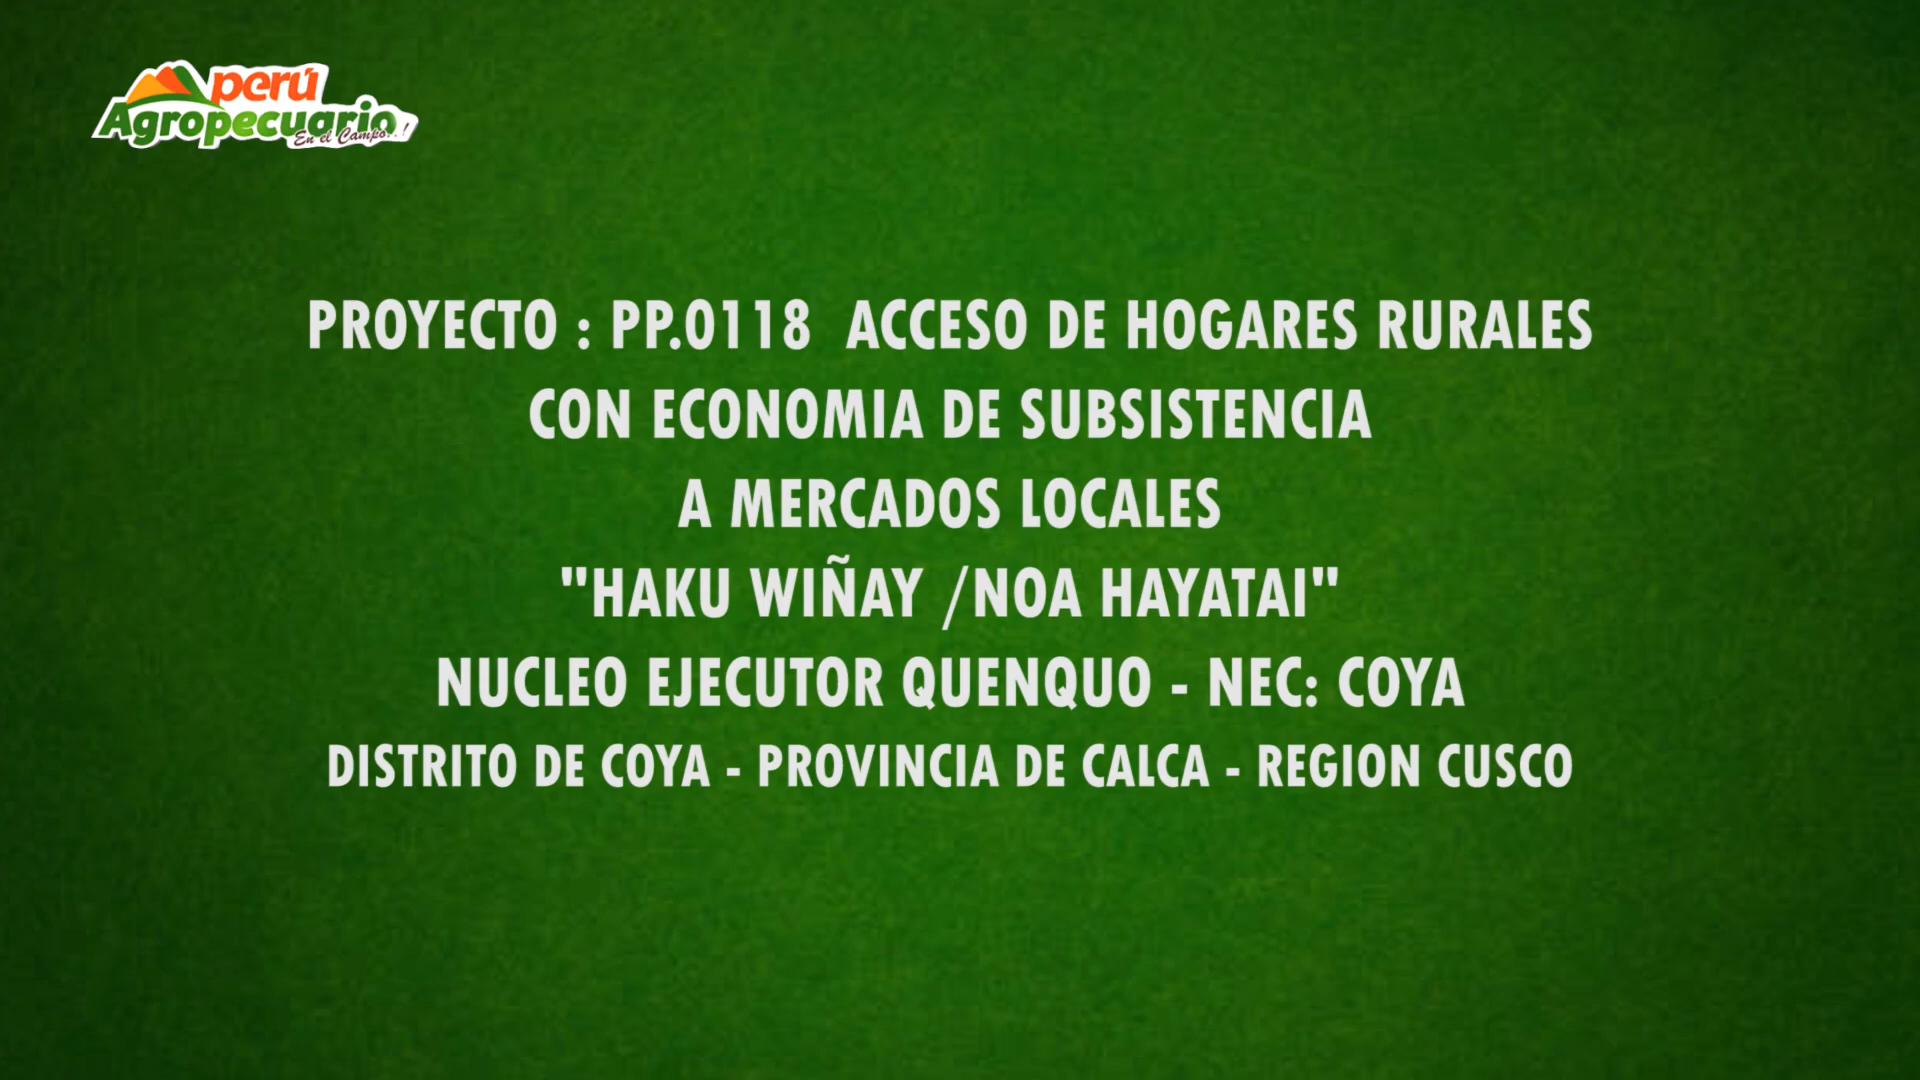 perú
Agropecuario
En el Campo...!
PROYECTO : PP.0118 ACCESO DE HOGARES RURALES
CON ECONOMIA DE SUBSISTENCIA
A MERCADOS LOCALES
"HAKU WIÑAY /NOA HAYATAI"
NUCLEO EJECUTOR QUENQUO - NEC: COYA
DISTRITO DE COYA - PROVINCIA DE CALCA - REGION CUSCO